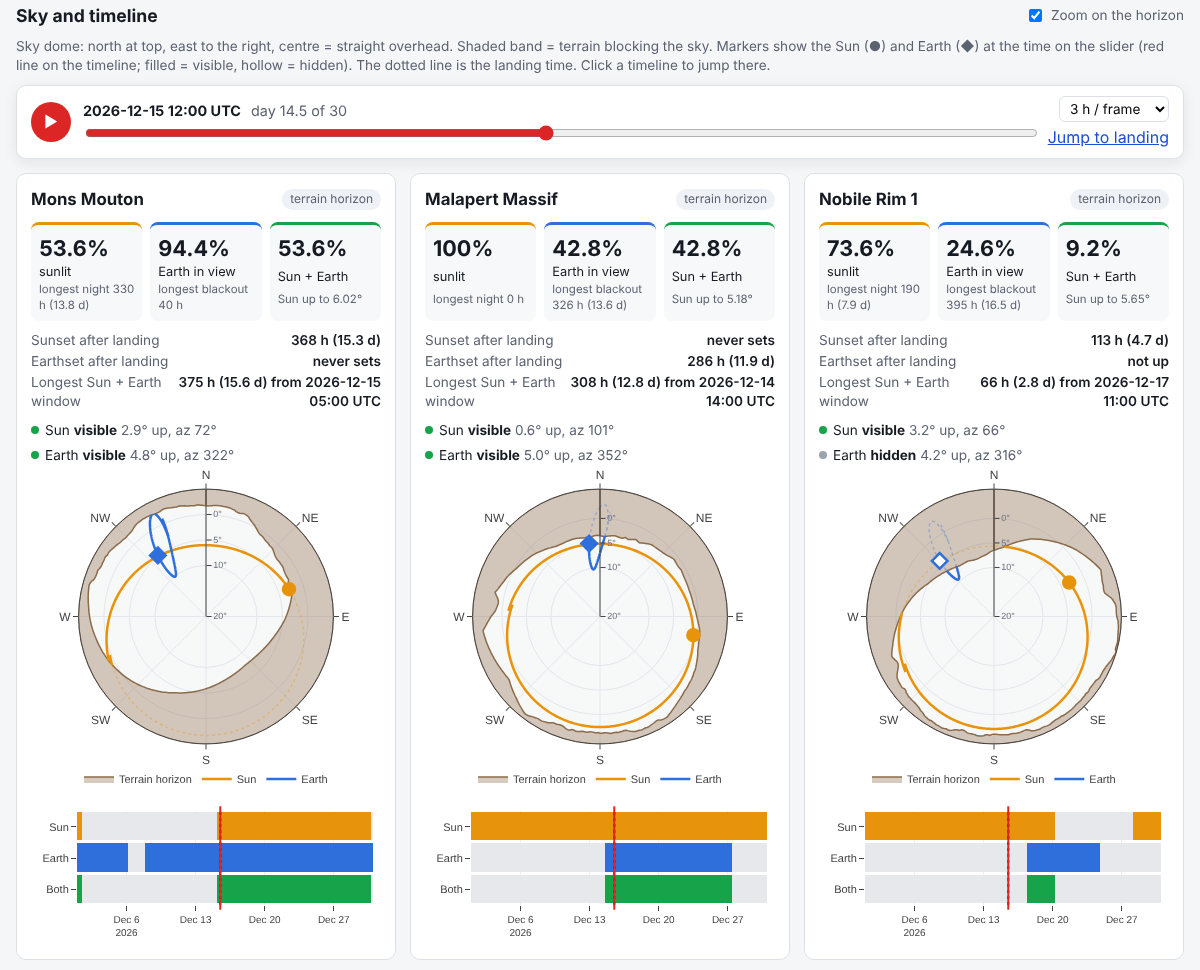 Sky and timeline
Zoom on the horizon
Sky dome: north at top, east to the right, centre = straight overhead. Shaded band = terrain blocking the sky. Markers show the Sun (●) and Earth (◆) at the time on the slider (red
line on the timeline; filled = visible, hollow = hidden). The dotted line is the landing time. Click a timeline to jump there.
2026-12-15 12:00 UTC day 14.5 of 30
3 h / frame
Jump to landing
Mons Mouton
terrain horizon
53.6%
sunlit
longest night 330
h (13.8 d)
94.4%
Earth in view
longest blackout
40 h
53.6%
Sun + Earth
Sun up to 6.02°
Sunset after landing 368 h (15.3 d)
Earthset after landing never sets
Longest Sun + Earth 375 h (15.6 d) from 2026-12-15
window 05:00 UTC
Sun visible 2.9° up, az 72°
Earth visible 4.8° up, az 322°
N
NW NE
0°
5°
10°
W 20° E
SW SE
S
Terrain horizon Sun Earth
Sun
Earth
Both
Dec 6 Dec 13 Dec 20 Dec 27
2026
Malapert Massif
terrain horizon
100%
sunlit
longest night 0 h
42.8%
Earth in view
longest blackout
326 h (13.6 d)
42.8%
Sun + Earth
Sun up to 5.18°
Sunset after landing never sets
Earthset after landing 286 h (11.9 d)
Longest Sun + Earth 308 h (12.8 d) from 2026-12-14
window 14:00 UTC
Sun visible 0.6° up, az 101°
Earth visible 5.0° up, az 352°
N
NW NE
0°
5°
10°
W 20° E
SW SE
S
Terrain horizon Sun Earth
Sun
Earth
Both
Dec 6 Dec 13 Dec 20 Dec 27
2026
Nobile Rim 1
terrain horizon
73.6%
sunlit
longest night 190
h (7.9 d)
24.6%
Earth in view
longest blackout
395 h (16.5 d)
9.2%
Sun + Earth
Sun up to 5.65°
Sunset after landing 113 h (4.7 d)
Earthset after landing not up
Longest Sun + Earth 66 h (2.8 d) from 2026-12-17
window 11:00 UTC
Sun visible 3.2° up, az 66°
Earth hidden 4.2° up, az 316°
N
NW NE
0°
5°
10°
W 20° E
SW SE
S
Terrain horizon Sun Earth
Sun
Earth
Both
Dec 6 Dec 13 Dec 20 Dec 27
2026